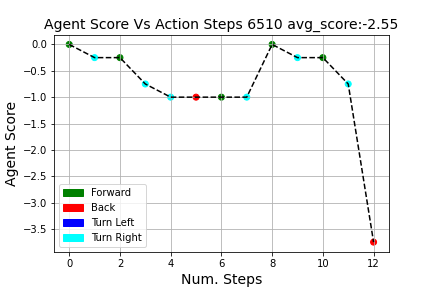 Agent Score Vs Action Steps 6510 avg_score:-2.55
Agent Score
0.0
−0.5
−1.0
−1.5
−2.0
−2.5
−3.0
−3.5
Forward
Back
Turn Left
Turn Right
0 2 4 6 8 10 12
Num. Steps